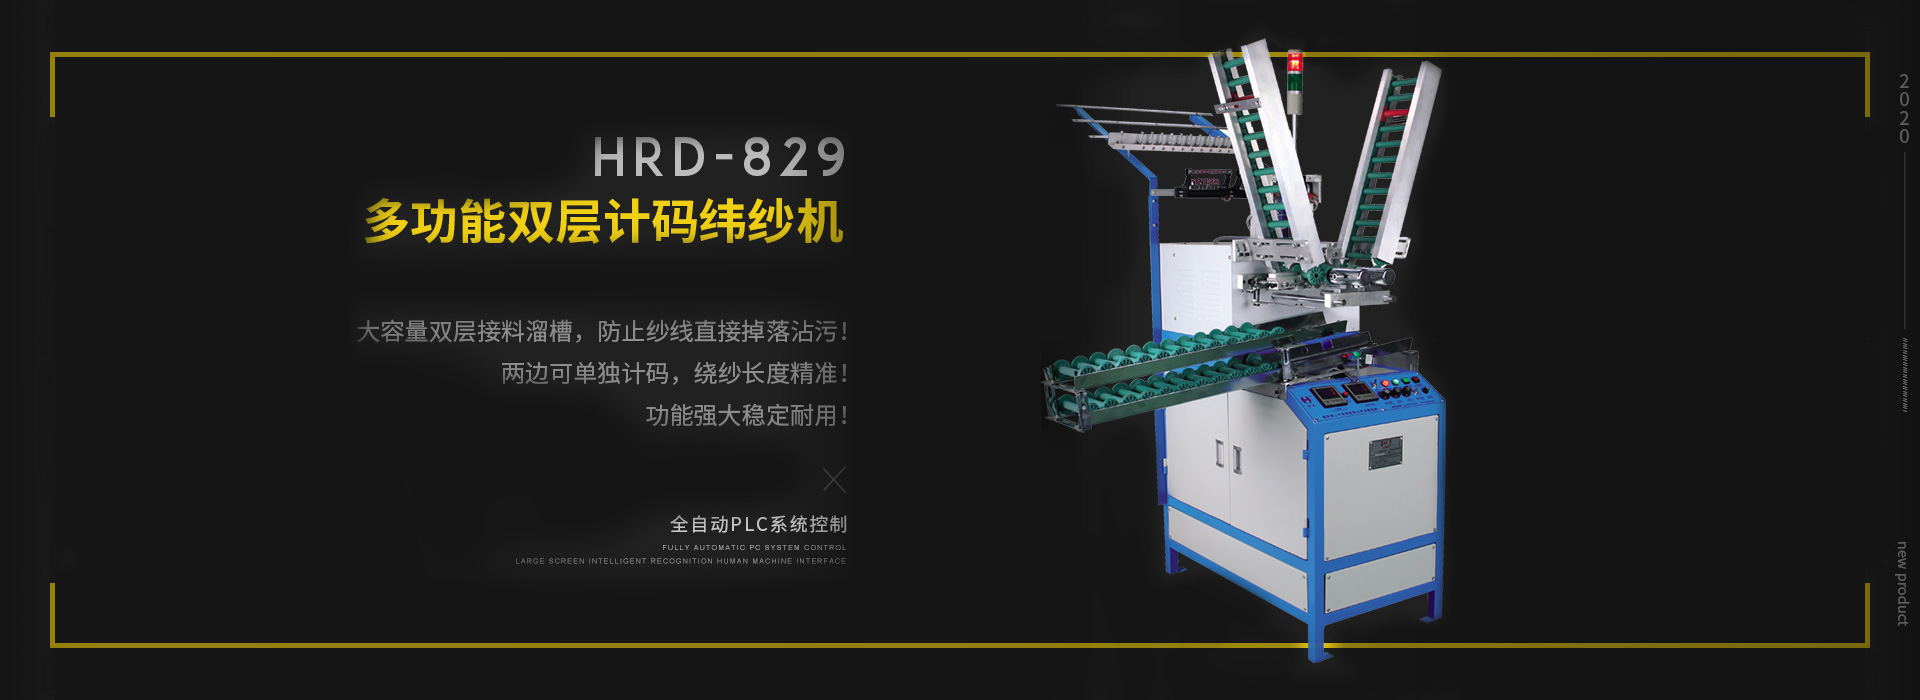 HRD-829
多功能双层计码纬纱机
大容量双层接料溜槽，防止纱线直接掉落沾污！
两边可单独计码，绕纱长度精准！
功能强大稳定耐用！
全自动PLC系统控制
FULLY AUTOMATIC PC SYSTEM CONTROL
LARGE SCREEN INTELLIGENT RECOGNITION HUMAN MACHINE INTERFACE
2020
new product